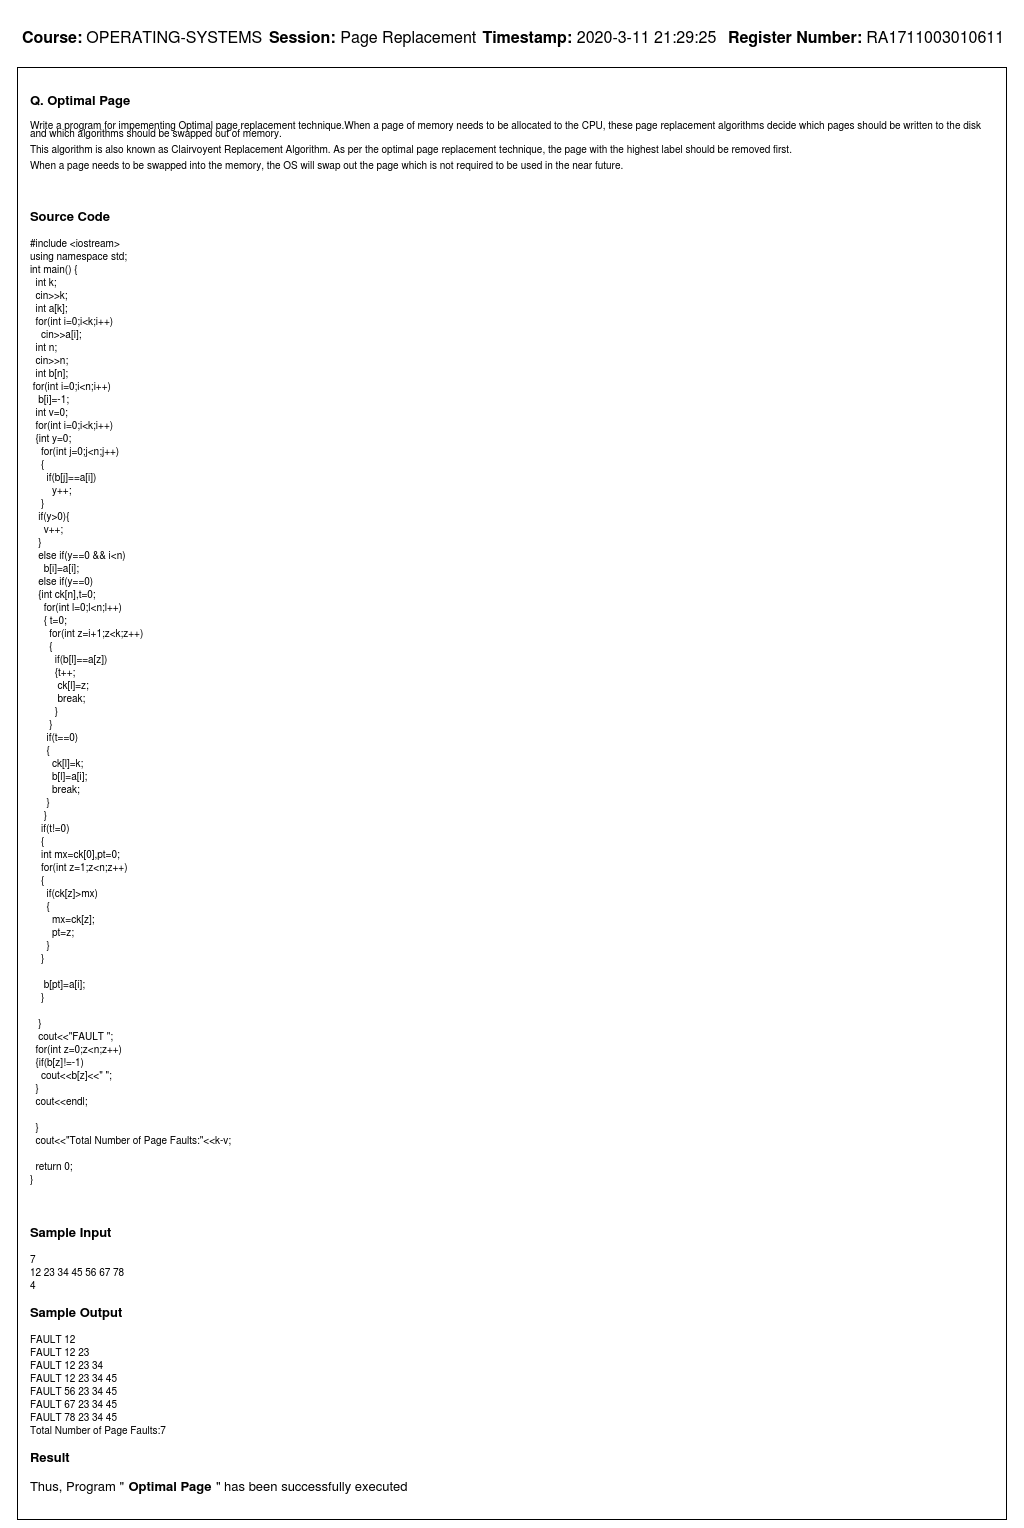 Course: OPERATING-SYSTEMS Session: Page Replacement Timestamp: 2020-3-11 21:29:25 Register Number: RA1711003010611
Q. Optimal Page
Write a program for impementing Optimal page replacement technique.When a page of memory needs to be allocated to the CPU, these page replacement algorithms decide which pages should be written to the disk
and which algorithms should be swapped out of memory.
This algorithm is also known as Clairvoyent Replacement Algorithm. As per the optimal page replacement technique, the page with the highest label should be removed first.
When a page needs to be swapped into the memory, the OS will swap out the page which is not required to be used in the near future.
Source Code
#include <iostream>
using namespace std;
int main() {
  int k;
  cin>>k;
  int a[k];
  for(int i=0;i<k;i++)
    cin>>a[i];
  int n;
  cin>>n;
  int b[n];
 for(int i=0;i<n;i++)
   b[i]=-1;
  int v=0;
  for(int i=0;i<k;i++)
  {int y=0;
    for(int j=0;j<n;j++)
    {
      if(b[j]==a[i])
        y++;
    }
   if(y>0){
     v++;
   }
   else if(y==0 && i<n)
     b[i]=a[i];
   else if(y==0)
   {int ck[n],t=0;
     for(int l=0;l<n;l++)
     { t=0;
       for(int z=i+1;z<k;z++)
       {
         if(b[l]==a[z])
         {t++;
          ck[l]=z;
          break;
         }
       }
      if(t==0)
      {
        ck[l]=k;
        b[l]=a[i];
        break;
      }
     }
    if(t!=0)
    {
    int mx=ck[0],pt=0;
    for(int z=1;z<n;z++)
    {
      if(ck[z]>mx)
      {
        mx=ck[z];
        pt=z;
      }
    }
     b[pt]=a[i];
    }
   }
   cout<<"FAULT ";
  for(int z=0;z<n;z++)
  {if(b[z]!=-1)
    cout<<b[z]<<" ";
  }
  cout<<endl;
  }
  cout<<"Total Number of Page Faults:"<<k-v;
  return 0;
}
Sample Input
7
12 23 34 45 56 67 78
4
Sample Output
FAULT 12
FAULT 12 23
FAULT 12 23 34
FAULT 12 23 34 45
FAULT 56 23 34 45
FAULT 67 23 34 45
FAULT 78 23 34 45
Total Number of Page Faults:7
Result
Thus, Program " Optimal Page " has been successfully executed